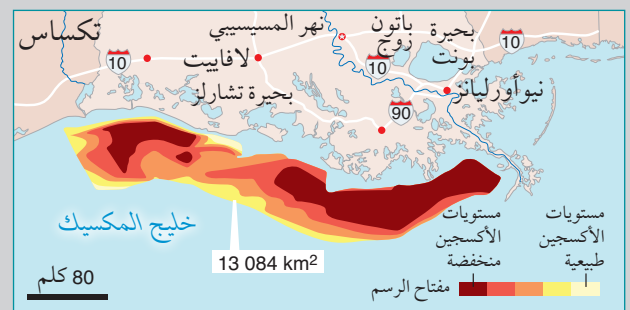 تكساس
نهر المسيسيبي
باتون
روج
بحيرة
بونت
10
10
10
90
لافاييت
بحيرة تشارلز
نيوأورليانز
خليج المكسيك
13 084 km²
80 كلم
مستويات
الأكسجين
منخفضة
مستويات
الأكسجين
طبيعية
مفتاح الرسم